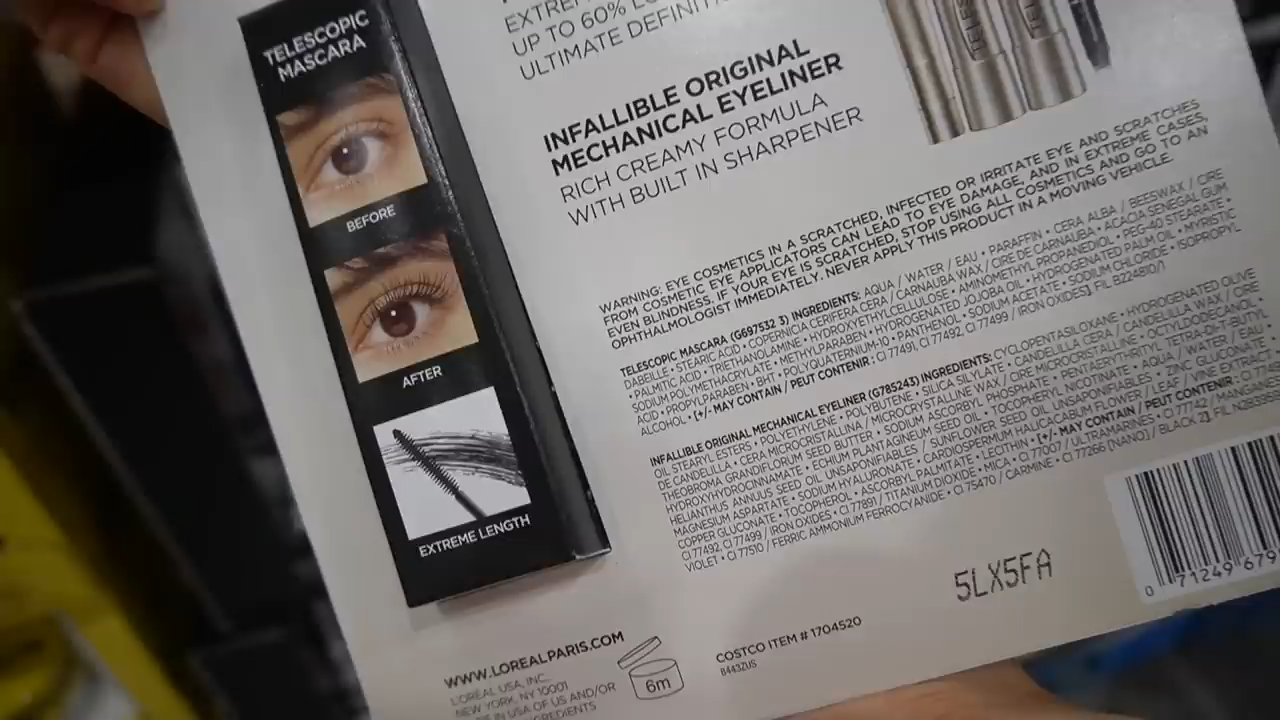 TELESCOPIC
MASCARA
BEFORE
AFTER
EXTREME LENGTH
UP TO 60%
ULTIMATE
INFALLIBLE ORIGINAL
MECHANICAL EYELINER
RICH CREAMY FORMULA
WITH BUILT IN SHARPENER
WARNING: EYE COSMETICS IN A SCRATCHED, INFECTED OR IRRITATE EYE AND SCRATCHES
FROM COSMETIC EYE APPLICATORS CAN LEAD TO EYE DAMAGE, AND IN EXTREME CASES,
EVEN BLINDNESS. IF YOUR EYE IS SCRATCHED, STOP USING ALL COSMETICS AND GO TO AN
OPHTHALMOLOGIST IMMEDIATELY. NEVER APPLY THIS PRODUCT IN A MOVING VEHICLE.
TELESCOPIC MASCARA (G697532 3) INGREDIENTS: AQUA / WATER / EAU • PARAFFIN • CERA ALBA / BEESWAX / CIRE
DABEILLE • STEARIC ACID • COPERNICIA CERIFERA CERA / CARNAUBA WAX / CIRE DE CARNAUBA • ACACIA SENEGAL GUM
• PALMITIC ACID • TRIETHANOLAMINE • HYDROXYETHYLCELLULOSE • AMINOMETHYL PROPANEDIOL • PEG-40 STEARATE •
SODIUM POLYMETHACRYLATE • METHYLPARABEN • HYDROGENATED JOJOBA OIL • HYDROGENATED PALM OIL • MYRISTIC
ACID • PROPYLPARABEN • BHT • POLYQUATERNIUM-10 • PANTHENOL • SODIUM ACETATE • SODIUM CHLORIDE • ISOPROPYL
ALCOHOL • [+/- MAY CONTAIN / PEUT CONTENIR : CI 77491, CI 77492, CI 77499 / IRON OXIDES]. FIL B224810/1
INFALLIBLE ORIGINAL MECHANICAL EYELINER (G785243) INGREDIENTS: CYCLOPENTASILOXANE • HYDROGENATED OLIVE
OIL STEARYL ESTERS • POLYETHYLENE • POLYBUTENE • SILICA SILYLATE • CANDELILLA CERA / CANDELILLA WAX / CIRE
DE CANDELILLA • CERA MICROCRISTALLINA / MICROCRYSTALLINE WAX / CIRE MICROCRISTALLINE • OCTYLDODECANOL •
THEOBROMA GRANDIFLORUM SEED BUTTER • SODIUM ASCORBYL PHOSPHATE • PENTAERYTHRITYL TETRA-DI-T-BUTYL
HYDROXYHYDROCINNAMATE • ECHIUM PLANTAGINEUM SEED OIL • TOCOPHERYL NICOTINATE • AQUA / WATER / EAU •
HELIANTHUS ANNUUS SEED OIL UNSAPONIFIABLES / SUNFLOWER SEED OIL UNSAPONIFIABLES • ZINC GLUCONATE •
MAGNESIUM ASPARTATE • SODIUM HYALURONATE • CARDIOSPERMUM HALICACABUM FLOWER / LEAF / VINE
COPPER GLUCONATE • TOCOPHEROL • ASCORBYL PALMITATE • LECITHIN • [+/- MAY CONTAIN / PEUT CONTENIR :
CI 77492, CI 77499 / IRON OXIDES • CI 77891 / TITANIUM DIOXIDE • MICA • CI 77007 / ULTRAMARINES • CI 77742 /
VIOLET • CI 77510 / FERRIC AMMONIUM FERROCYANIDE • CI 75470 / CARMINE • CI 77266 [NANO] / BLACK 2].
5LX5FA
0 71249 679
WWW.LOREALPARIS.COM
L'ORÉAL USA, INC.
NEW YORK, NY 10001
IN USA OF US AND/OR
6m
COSTCO ITEM # 1704520
B443ZUS